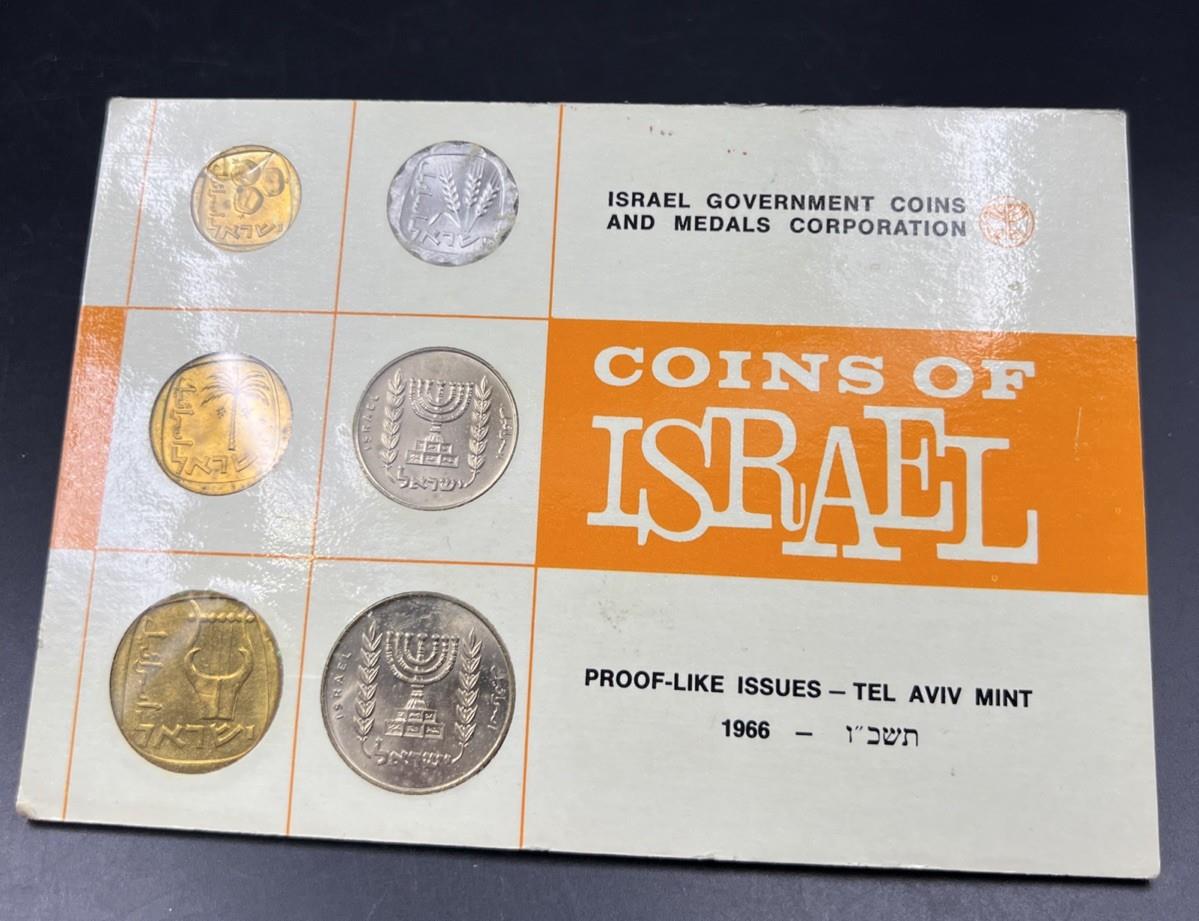 ISRAEL GOVERNMENT COINS
AND MEDALS CORPORATION
COINS OF
ISRAEL
PROOF-LIKE ISSUES – TEL AVIV MINT
1966 – תשכ״ו
ישראל
ישראל
ישראל
ISRAEL
ישראל
ישראל
ISRAEL
ישראל